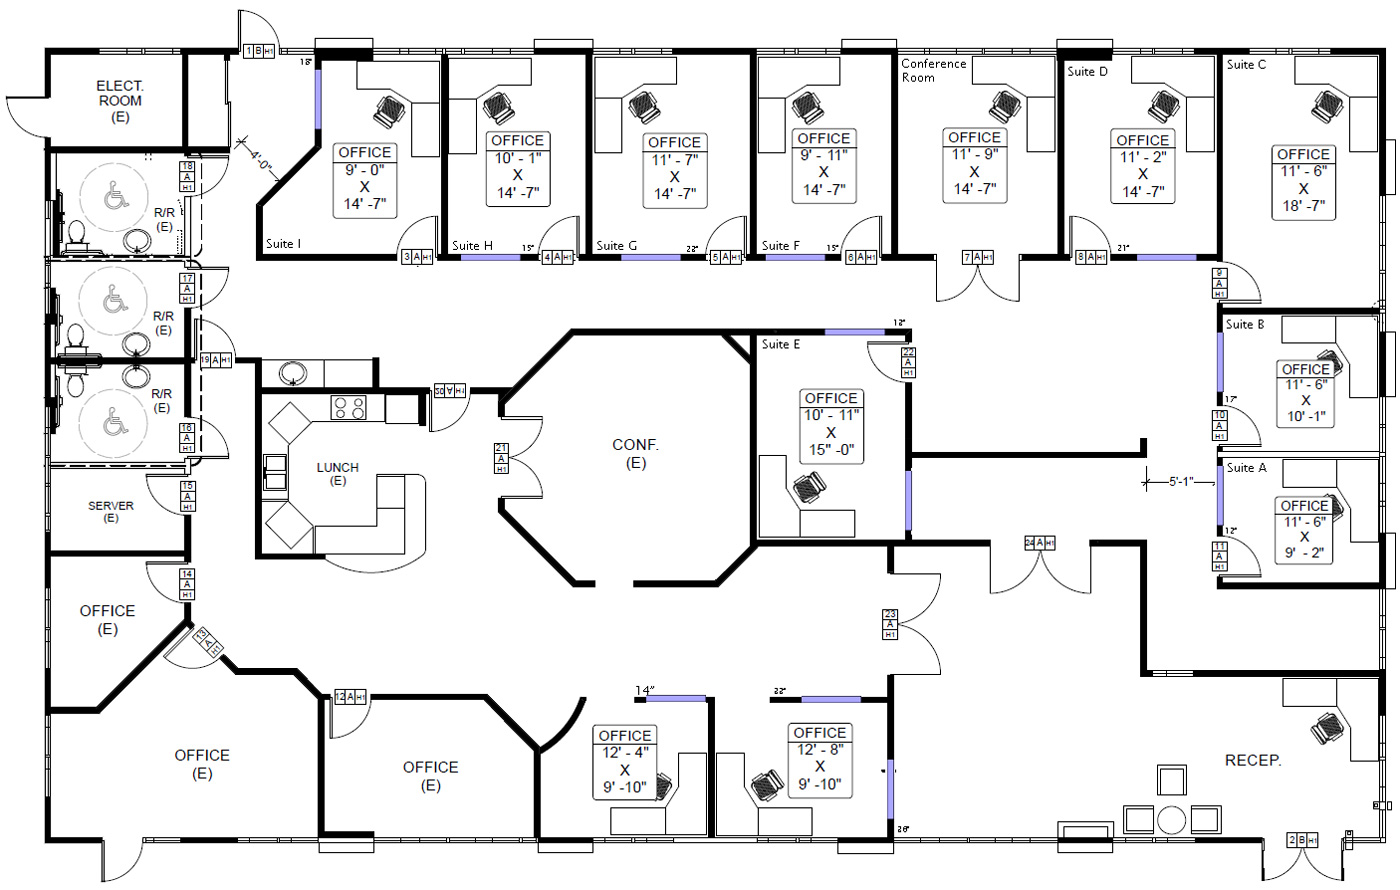 1 B H1
18"
ELECT.
ROOM
(E)
Conference
Room
Suite D
Suite C
OFFICE
9' - 0"
X
14' -7"
OFFICE
10' - 1"
X
14' -7"
OFFICE
11' - 7"
X
14' -7"
OFFICE
9' - 11"
X
14' -7"
OFFICE
11' - 9"
X
14' -7"
OFFICE
11' - 2"
X
14' -7"
OFFICE
11' - 6"
X
18' -7"
4'-0"
18
A
H1
R/R
(E)
Suite I
Suite H
15"
Suite G
22"
Suite F
15"
21"
3 A H1
4 A H1
5 A H1
6 A H1
7 A H1
8 A H1
9
A
H1
17
A
H1
R/R
(E)
12"
Suite E
Suite B
22
A
H1
19 A H1
OFFICE
11' - 6"
X
10' -1"
20 A H1
R/R
(E)
OFFICE
10' - 11"
X
15" -0"
17"
10
A
H1
16
A
H1
CONF.
(E)
21
A
H1
LUNCH
(E)
Suite A
5'-1"
15
A
H1
SERVER
(E)
OFFICE
11' - 6"
X
9' - 2"
12"
11
A
H1
24 A H1
14
A
H1
OFFICE
(E)
23
A
H1
13 A H1
12 A H1
14"
22"
OFFICE
12' - 4"
X
9' -10"
OFFICE
12' - 8"
X
9' -10"
OFFICE
(E)
OFFICE
(E)
RECEP.
26"
2 B H1